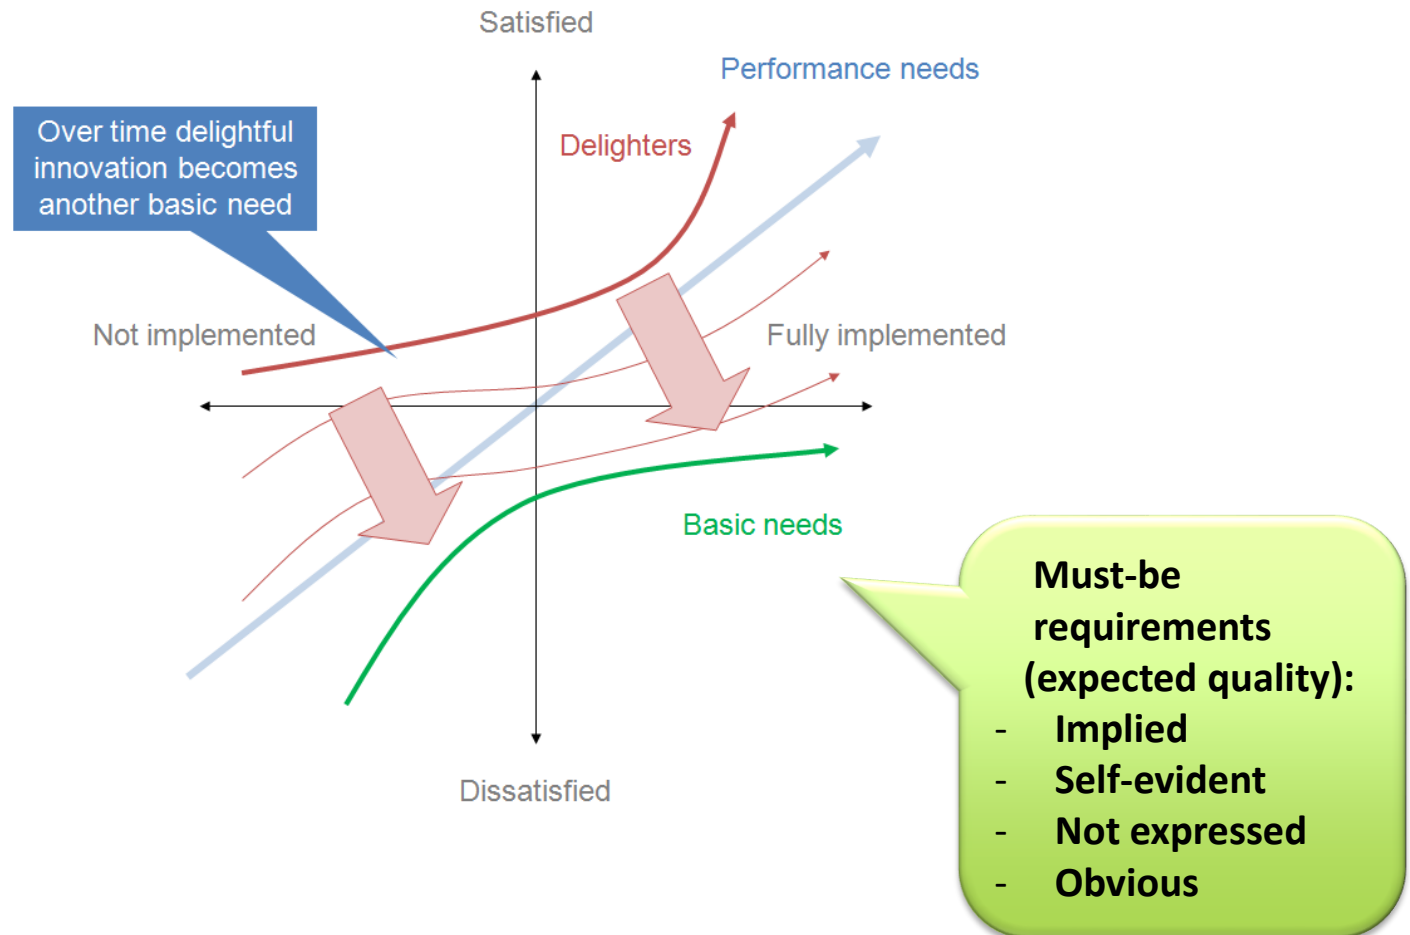 Satisfied
Performance needs
Over time delightful
innovation becomes
another basic need
Delighters
Not implemented
Fully implemented
Basic needs
Dissatisfied
Must-be
requirements
(expected quality):
- Implied
- Self-evident
- Not expressed
- Obvious